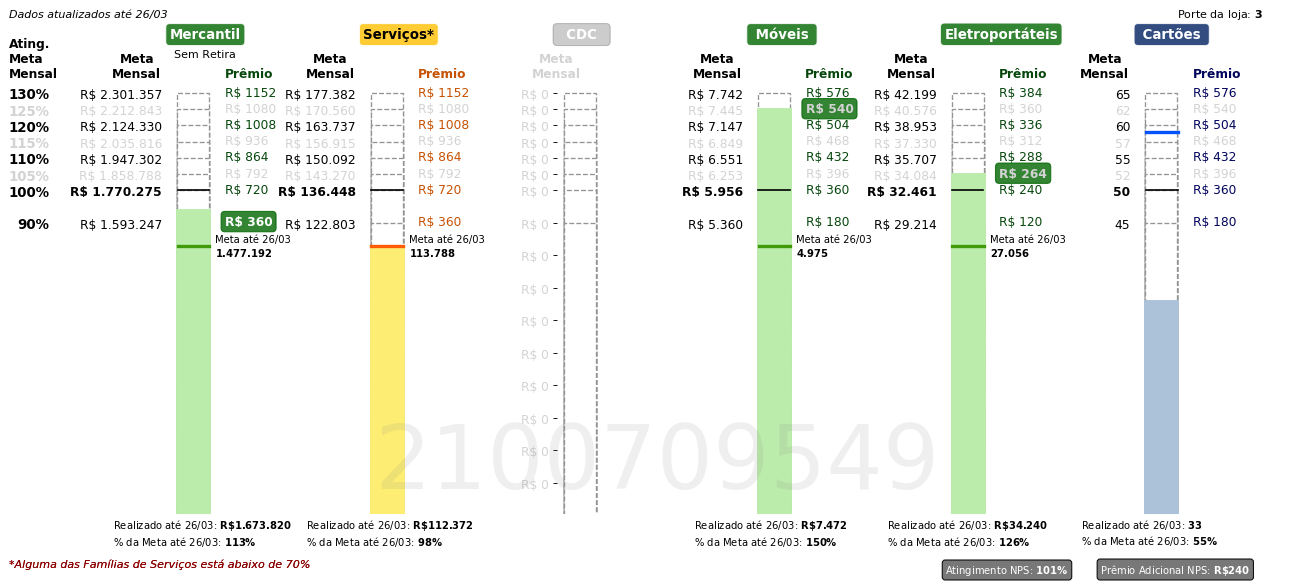 Dados atualizados até 26/03
Porte da loja: 3
Mercantil Serviços* CDC Móveis Eletroportáteis Cartões
Sem Retira
Ating. Meta Mensal
Meta Mensal Prêmio Meta Mensal Prêmio Meta Mensal Meta Mensal Prêmio Meta Mensal Prêmio Meta Mensal Prêmio
130% R$ 2.301.357 R$ 1152 R$ 177.382 R$ 1152 R$ 0 R$ 7.742 R$ 576 R$ 42.199 R$ 384 65 R$ 576
125% R$ 2.212.843 R$ 1080 R$ 170.560 R$ 1080 R$ 0 R$ 7.445 R$ 540 R$ 40.576 R$ 360 62 R$ 540
120% R$ 2.124.330 R$ 1008 R$ 163.737 R$ 1008 R$ 0 R$ 7.147 R$ 504 R$ 38.953 R$ 336 60 R$ 504
115% R$ 2.035.816 R$ 936 R$ 156.915 R$ 936 R$ 0 R$ 6.849 R$ 468 R$ 37.330 R$ 312 57 R$ 468
110% R$ 1.947.302 R$ 864 R$ 150.092 R$ 864 R$ 0 R$ 6.551 R$ 432 R$ 35.707 R$ 288 55 R$ 432
105% R$ 1.858.788 R$ 792 R$ 143.270 R$ 792 R$ 0 R$ 6.253 R$ 396 R$ 34.084 R$ 264 52 R$ 396
100% R$ 1.770.275 R$ 720 R$ 136.448 R$ 720 R$ 0 R$ 5.956 R$ 360 R$ 32.461 R$ 240 50 R$ 360
90% R$ 1.593.247 R$ 360 R$ 122.803 R$ 360 R$ 0 R$ 5.360 R$ 180 R$ 29.214 R$ 120 45 R$ 180
Meta até 26/03 Meta até 26/03 Meta até 26/03 Meta até 26/03
1.477.192 113.788 4.975 27.056
R$ 0
R$ 0
R$ 0
R$ 0
R$ 0
R$ 0
R$ 0
R$ 0
2100709549
Realizado até 26/03: R$1.673.820 Realizado até 26/03: R$112.372 Realizado até 26/03: R$7.472 Realizado até 26/03: R$34.240 Realizado até 26/03: 33
% da Meta até 26/03: 113% % da Meta até 26/03: 98% % da Meta até 26/03: 150% % da Meta até 26/03: 126% % da Meta até 26/03: 55%
*Alguma das Famílias de Serviços está abaixo de 70%
Atingimento NPS: 101% Prêmio Adicional NPS: R$240